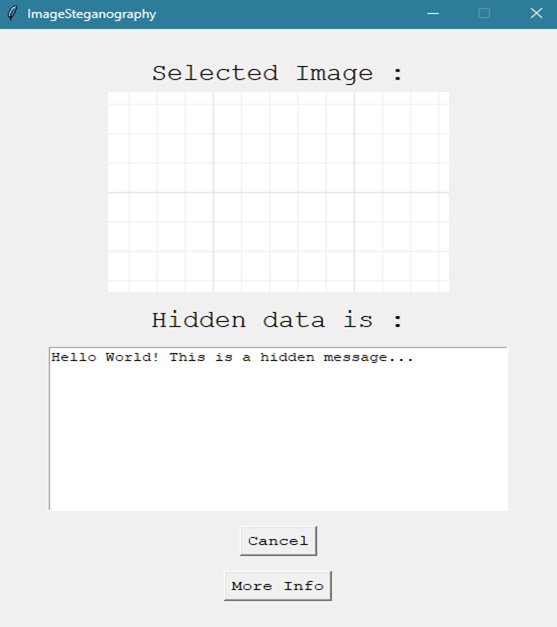 ImageSteganography
Selected Image :
Hidden data is :
Hello World! This is a hidden message...
Cancel
More Info